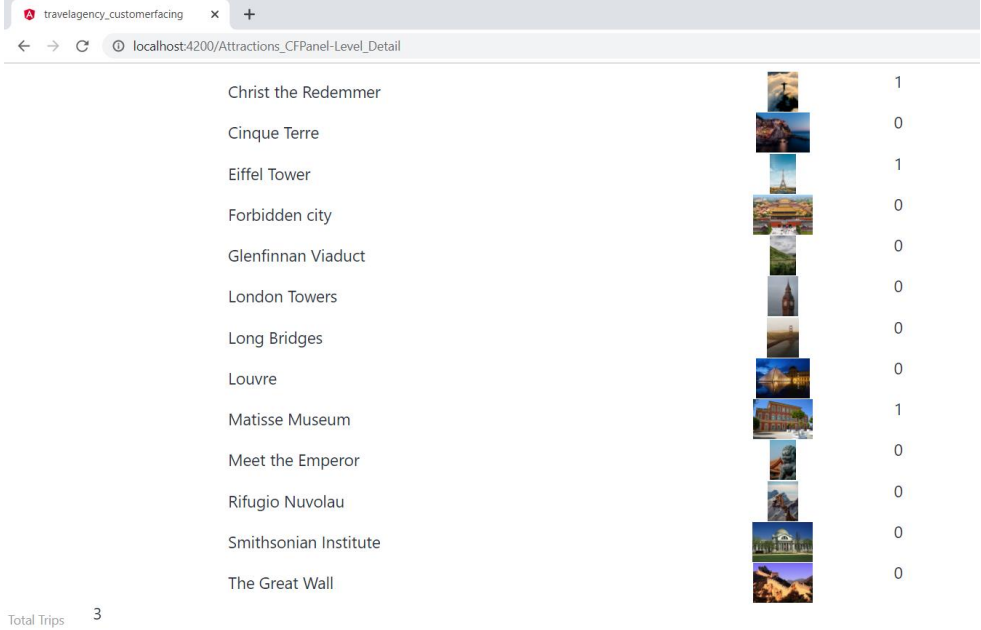 travelagency_customerfacing
localhost:4200/Attractions_CFPanel-Level_Detail
Christ the Redemmer 1
Cinque Terre 0
Eiffel Tower 1
Forbidden city 0
Glenfinnan Viaduct 0
London Towers 0
Long Bridges 0
Louvre 0
Matisse Museum 1
Meet the Emperor 0
Rifugio Nuvolau 0
Smithsonian Institute 0
The Great Wall 0
Total Trips 3